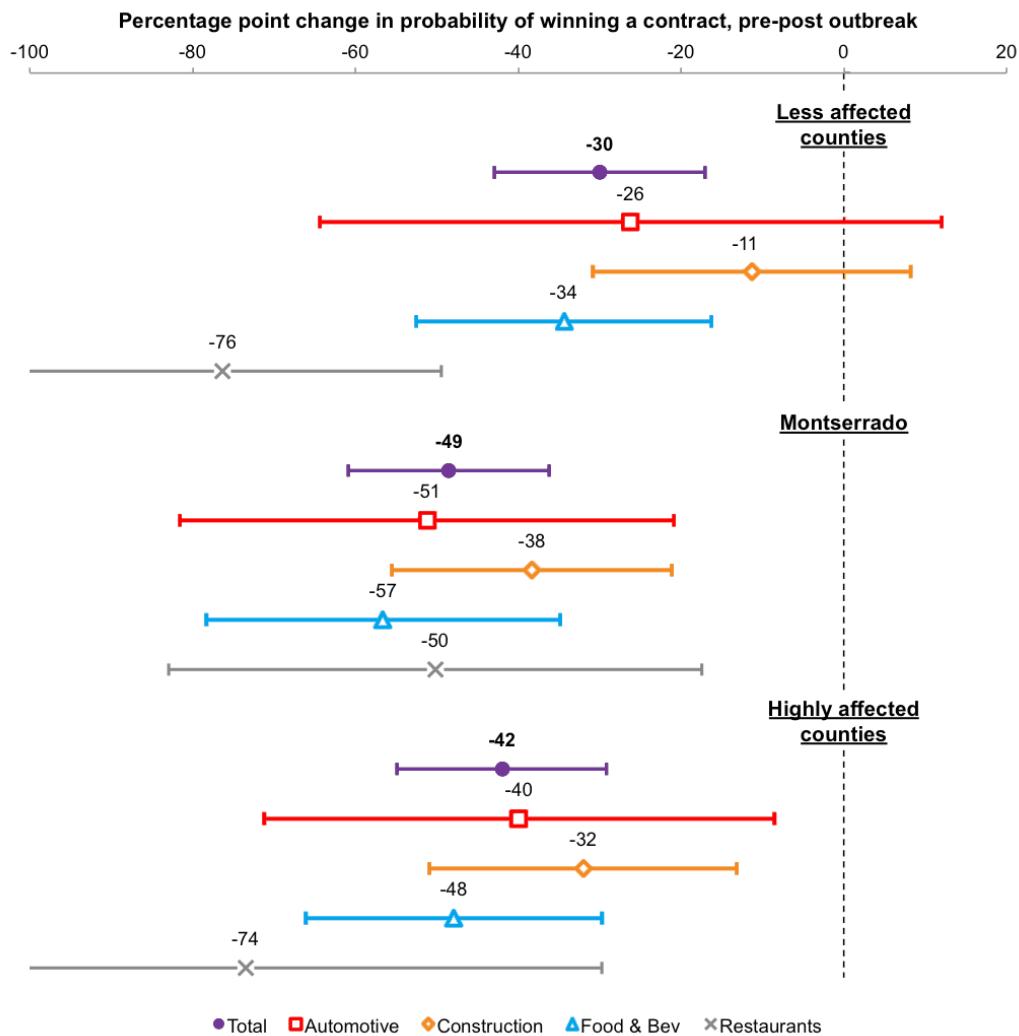 Percentage point change in probability of winning a contract, pre-post outbreak
-100 -80 -60 -40 -20 0 20
Less affected
counties
-30
-26
-11
-34
-76
Montserrado
-49
-51
-38
-57
-50
Highly affected
counties
-42
-40
-32
-48
-74
Total Automotive Construction Food & Bev Restaurants